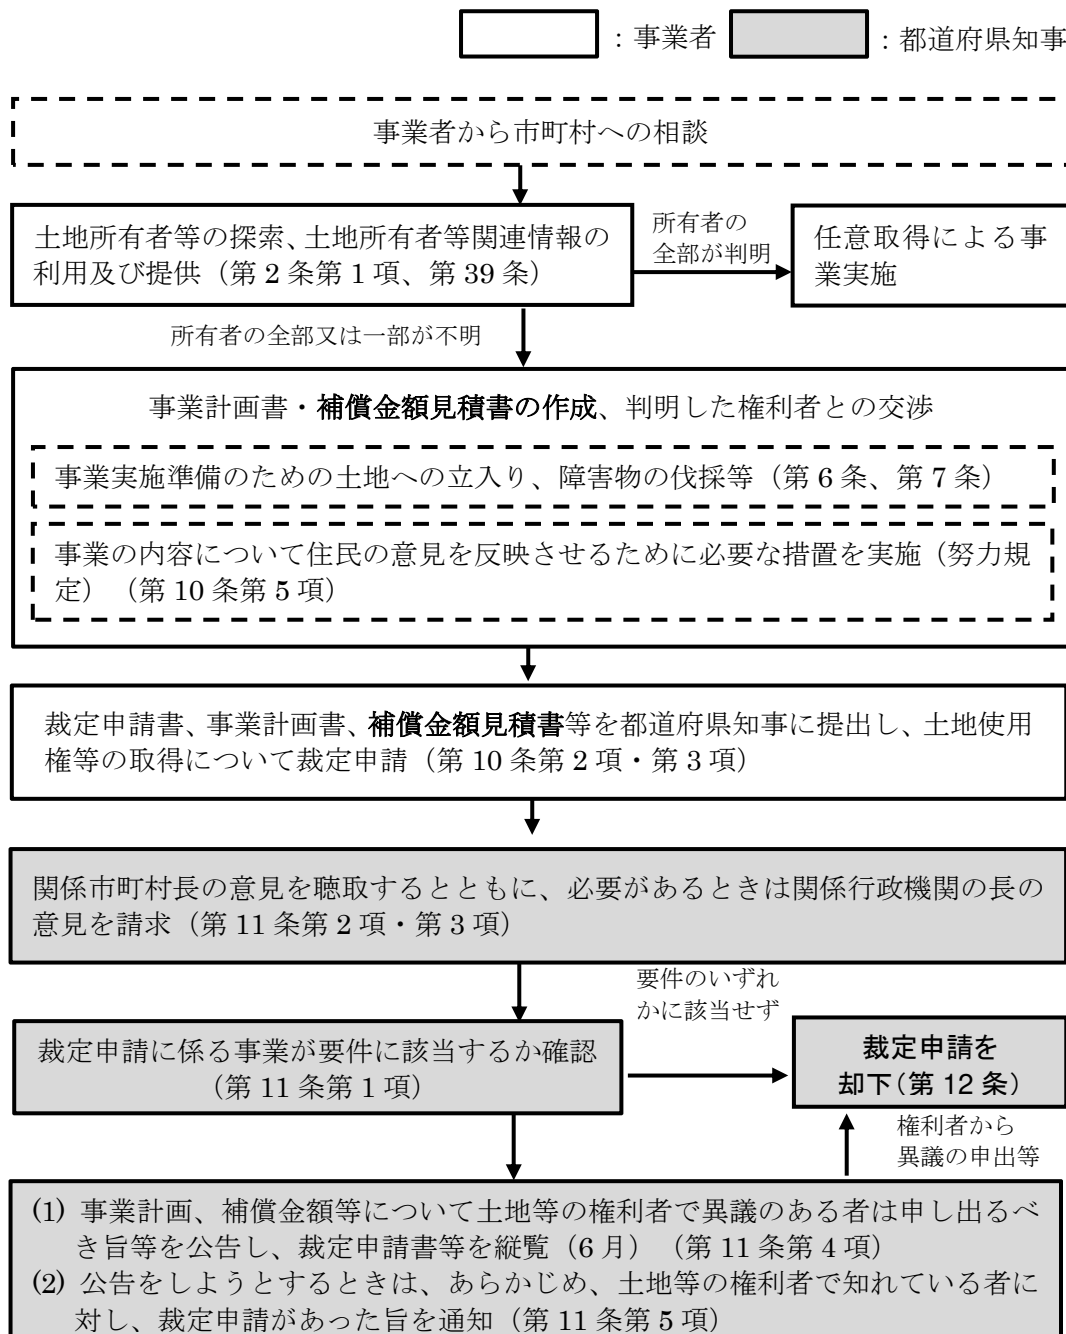 ：事業者
：都道府県知事
事業者から市町村への相談
土地所有者等の探索、土地所有者等関連情報の
利用及び提供（第 2 条第 1 項、第 39 条）
所有者の
全部が判明
任意取得による事
業実施
所有者の全部又は一部が不明
事業計画書・補償金額見積書の作成、判明した権利者との交渉
事業実施準備のための土地への立入り、障害物の伐採等（第 6 条、第 7 条）
事業の内容について住民の意見を反映させるために必要な措置を実施（努力規
定）（第 10 条第 5 項）
裁定申請書、事業計画書、補償金額見積書等を都道府県知事に提出し、土地使用
権等の取得について裁定申請（第 10 条第 2 項・第 3 項）
関係市町村長の意見を聴取するとともに、必要があるときは関係行政機関の長の
意見を請求（第 11 条第 2 項・第 3 項）
要件のいずれ
かに該当せず
裁定申請に係る事業が要件に該当するか確認
（第 11 条第 1 項）
裁定申請を
却下（第 12 条）
権利者から
異議の申出等
(1) 事業計画、補償金額等について土地等の権利者で異議のある者は申し出るべ
き旨等を公告し、裁定申請書等を縦覧（6 月）（第 11 条第 4 項）
(2) 公告をしようとするときは、あらかじめ、土地等の権利者で知れている者に
対し、裁定申請があった旨を通知（第 11 条第 5 項）